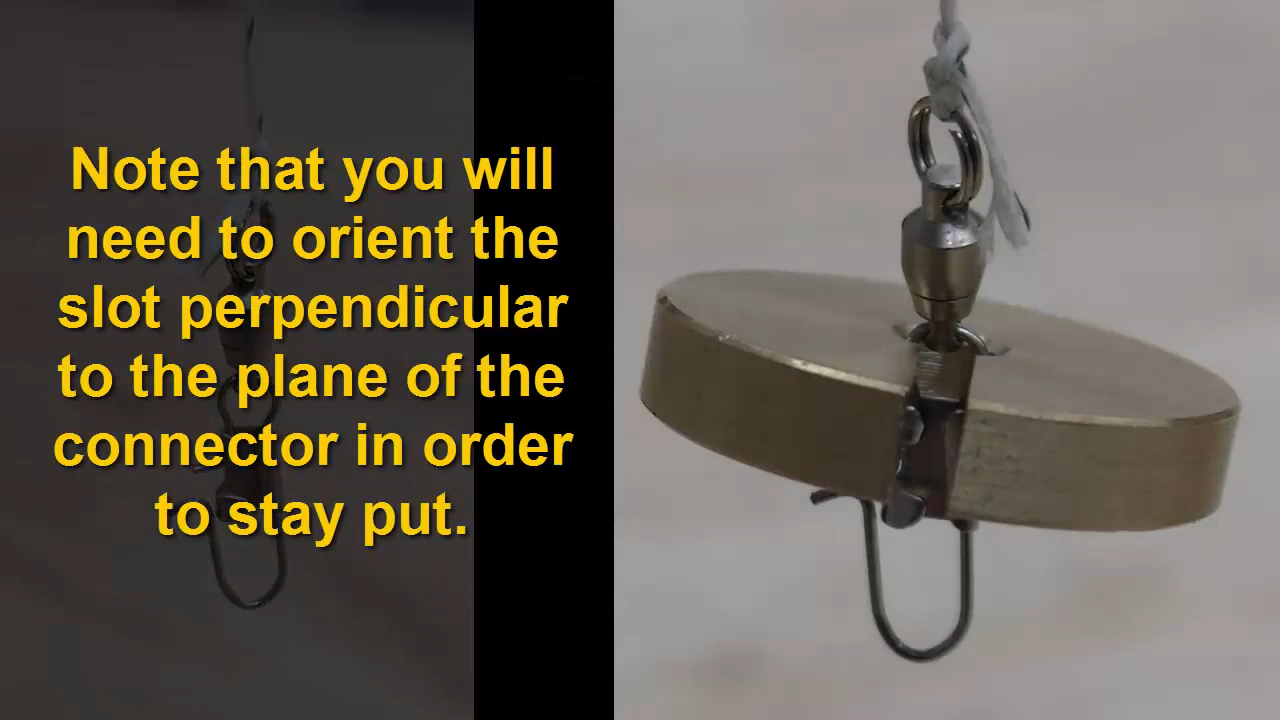 Note that you will
need to orient the
slot perpendicular
to the plane of the
connector in order
to stay put.